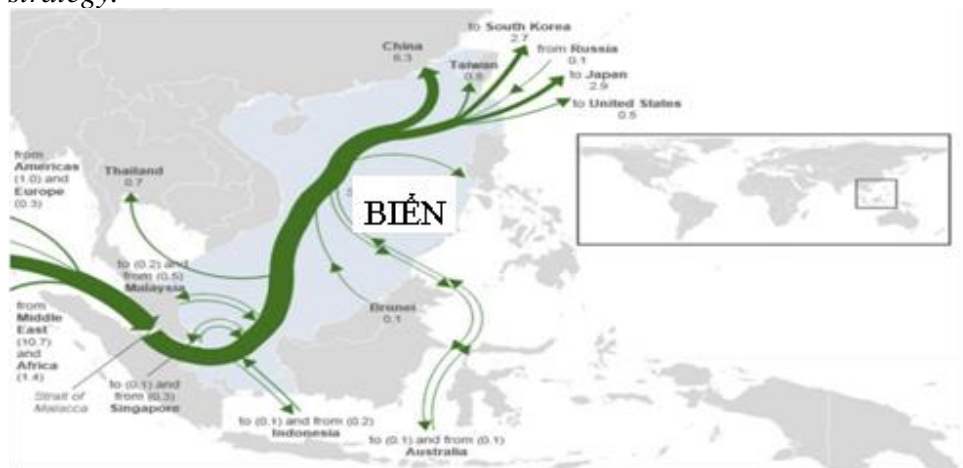 strategy.
to South Korea
2.7
from Russia
0.1
China
6.3
Taiwan
0.8
to Japan
2.9
to United States
0.5
from
Americas
(1.0) and
Europe
(0.3)
Thailand
0.7
BIỂN
to (0.2) and
from (0.5)
Malaysia
from
Middle
East
(10.7)
and
Africa
(1.4)
Brunei
0.1
Strait of
Malacca
to (0.1) and
from (0.3)
Singapore
to (0.1) and from (0.2)
Indonesia
to (0.1) and from (0.1)
Australia